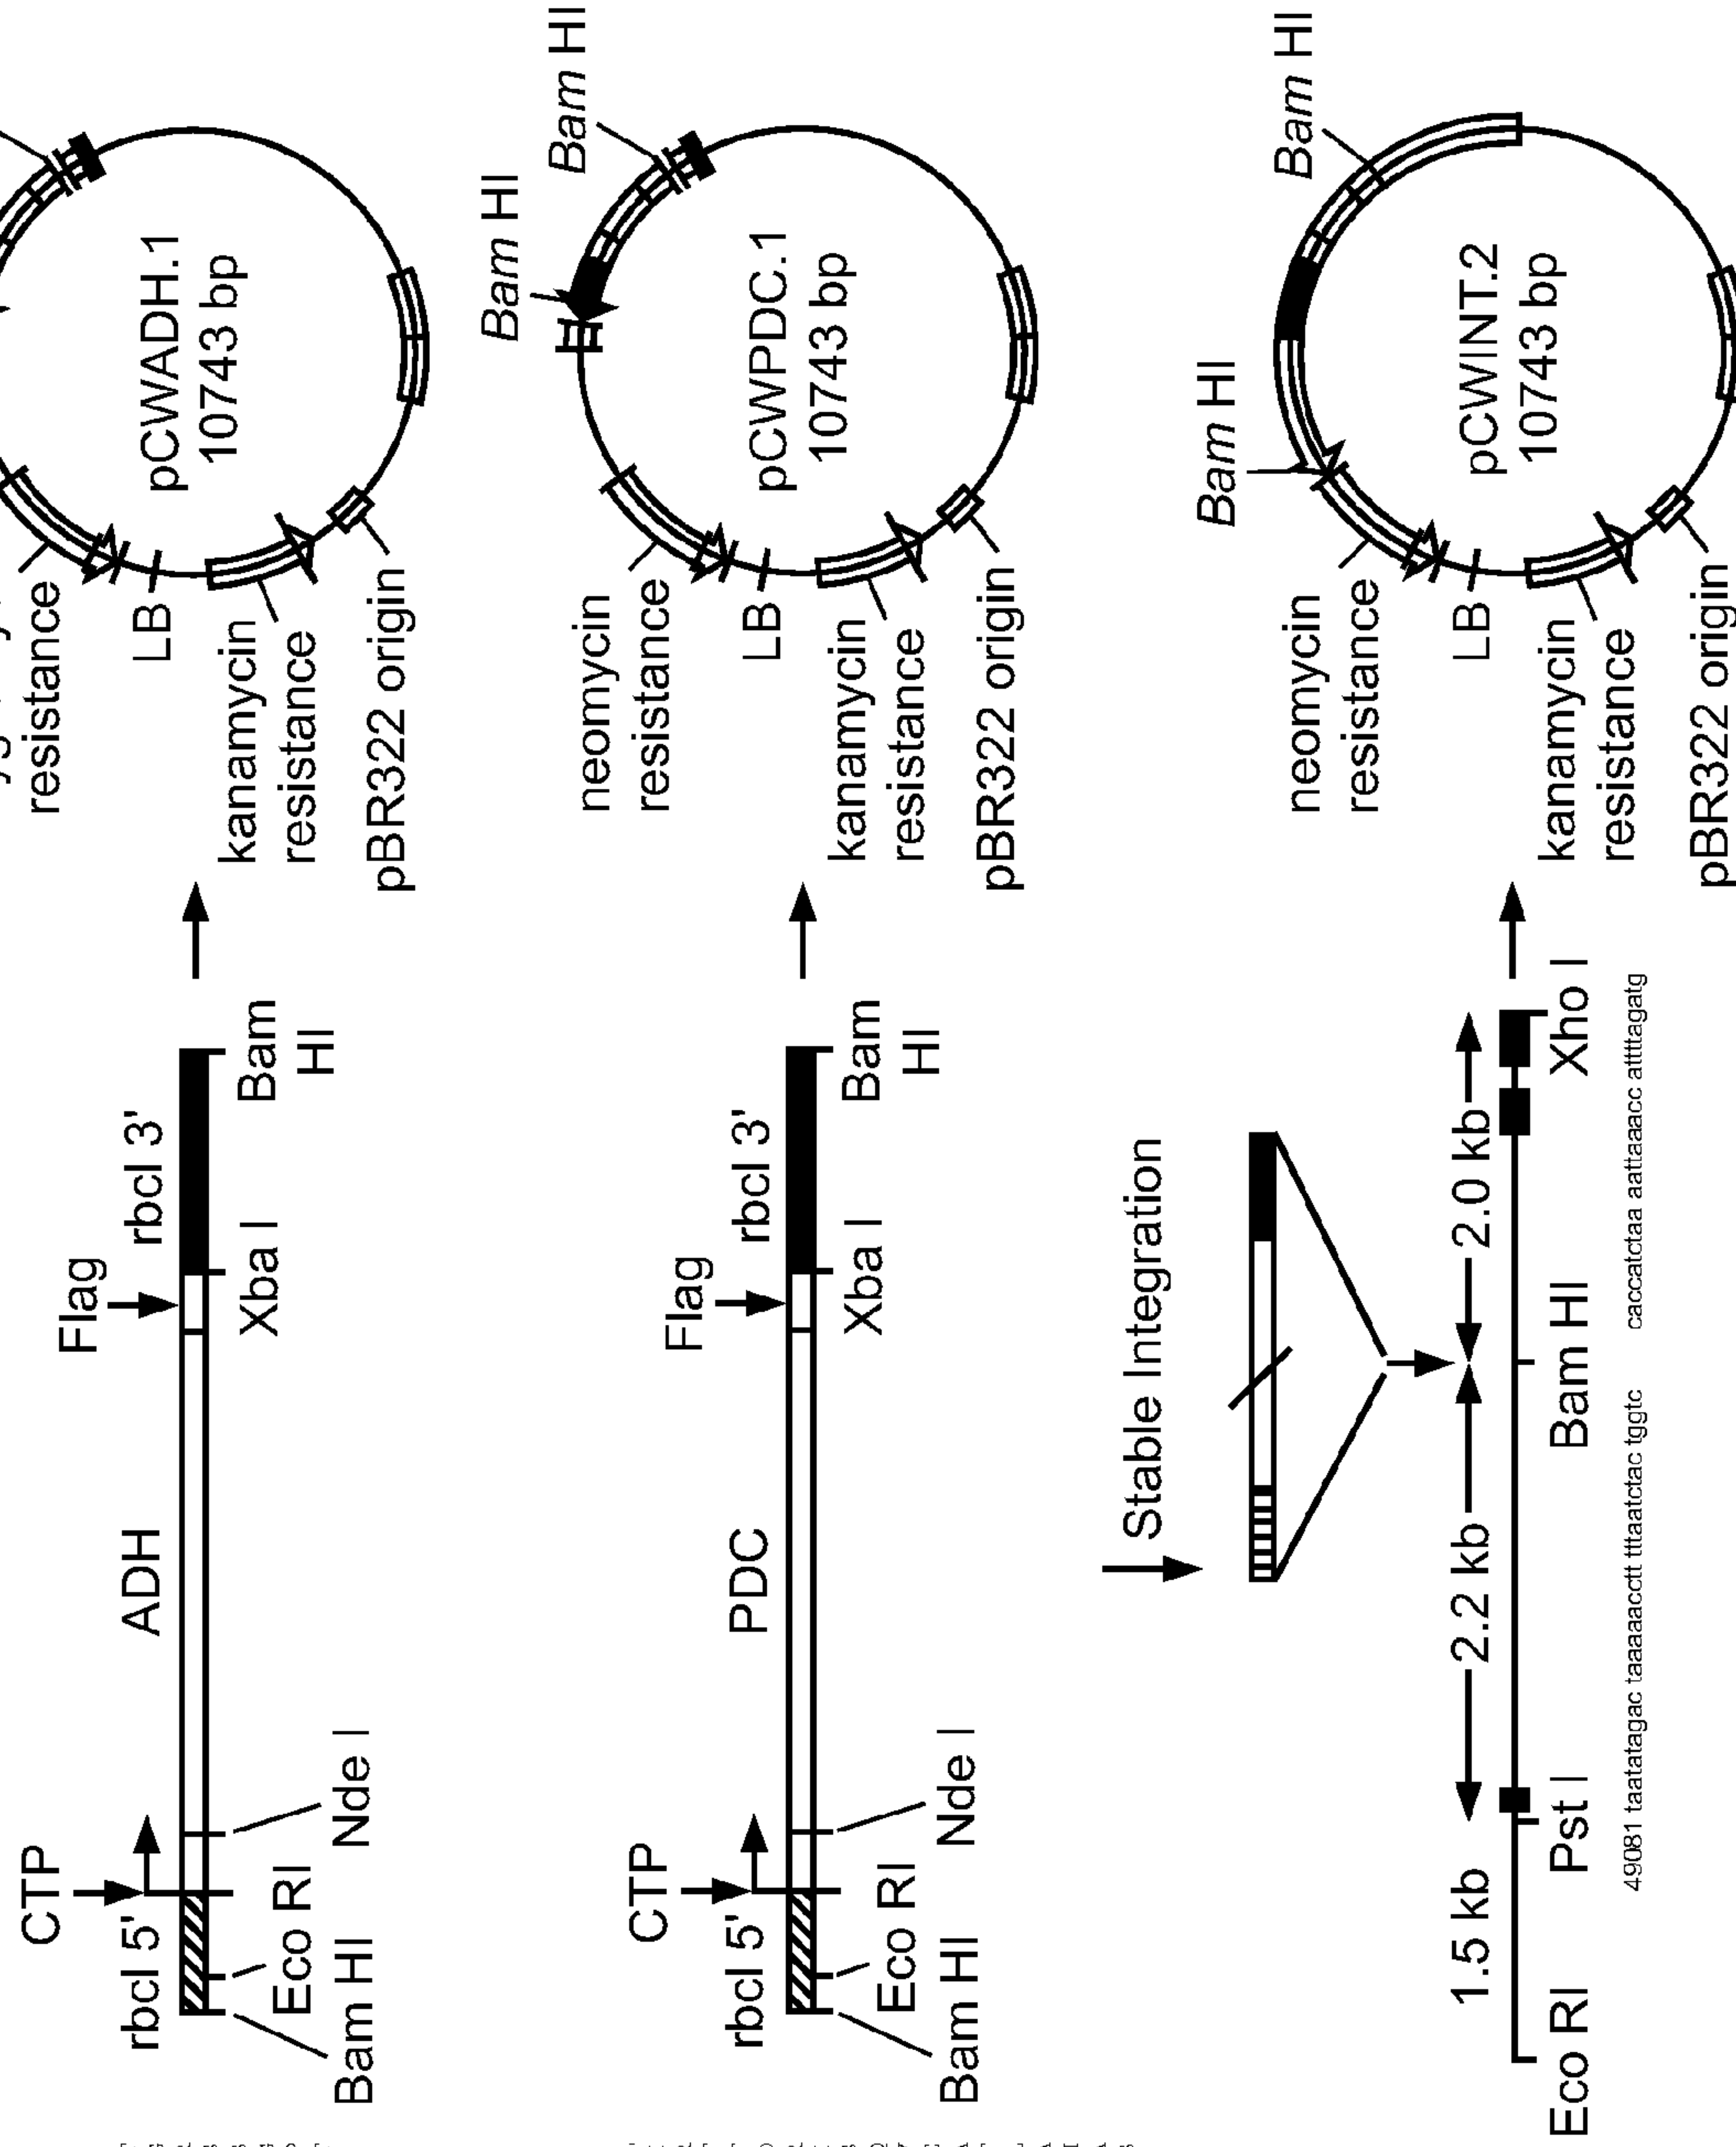 CTP
Flag
rbcl 5'
ADH
rbcl 3'
Eco RI
Nde I
Xba I
Bam HI
Bam
HI
resistance
LB
kanamycin
resistance
pBR322 origin
pCWADH.1
10743 bp
CTP
Flag
rbcl 5'
PDC
rbcl 3'
Eco RI
Nde I
Xba I
Bam HI
Bam
HI
Bam HI
Bam HI
neomycin
resistance
LB
kanamycin
resistance
pBR322 origin
pCWPDC.1
10743 bp
Stable Integration
1.5 kb
2.2 kb
2.0 kb
Eco RI
Pst I
Bam HI
Xho I
49081 taatatagac taaaaacctt tttaatctac tggtc
caccatctaa aattaaacc attttagatg
Bam HI
Bam HI
neomycin
resistance
LB
kanamycin
resistance
pBR322 origin
pCWINT.2
10743 bp